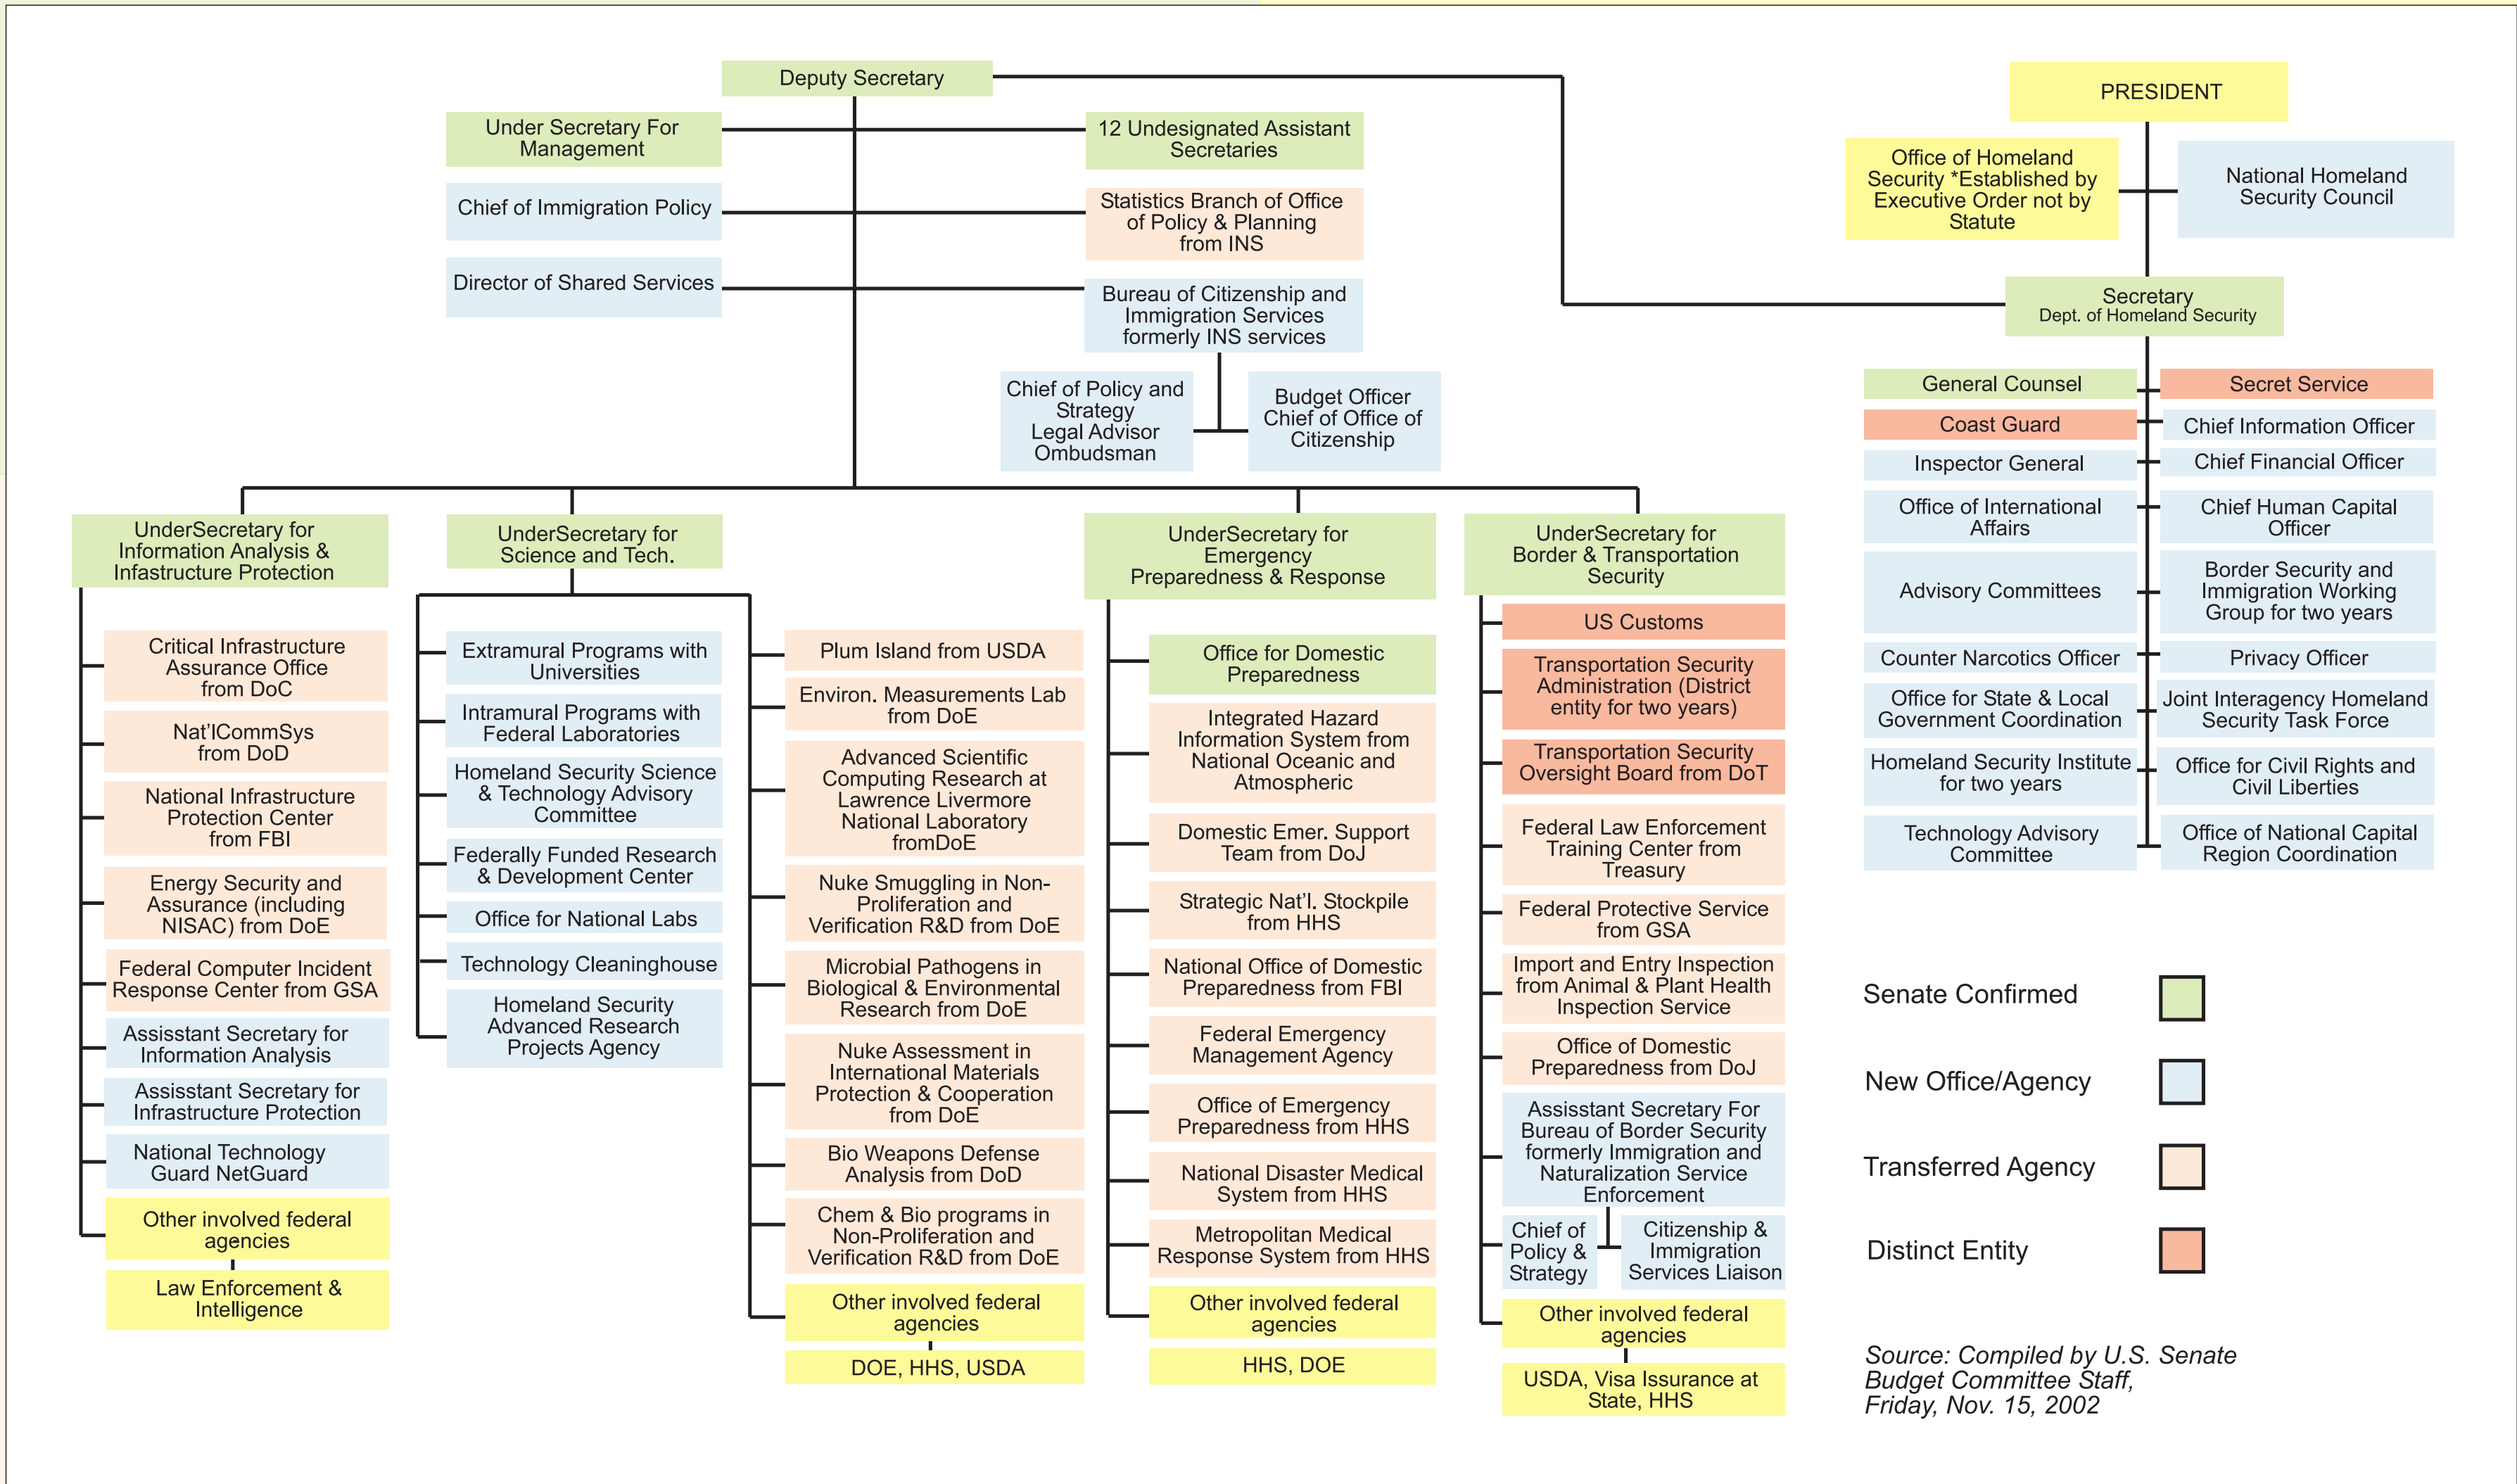 Deputy Secretary
Under Secretary For
Management
12 Undesignated Assistant
Secretaries
Chief of Immigration Policy
Statistics Branch of Office
of Policy & Planning
from INS
Director of Shared Services
Bureau of Citizenship and
Immigration Services
formerly INS services
Chief of Policy and
Strategy
Legal Advisor
Ombudsman
Budget Officer
Chief of Office of
Citizenship
PRESIDENT
Office of Homeland
Security *Established by
Executive Order not by
Statute
National Homeland
Security Council
Secretary
Dept. of Homeland Security
General Counsel
Secret Service
Coast Guard
Chief Information Officer
Inspector General
Chief Financial Officer
Office of International
Affairs
Chief Human Capital
Officer
Advisory Committees
Border Security and
Immigration Working
Group for two years
Counter Narcotics Officer
Privacy Officer
Office for State & Local
Government Coordination
Joint Interagency Homeland
Security Task Force
Homeland Security Institute
for two years
Office for Civil Rights and
Civil Liberties
Technology Advisory
Committee
Office of National Capital
Region Coordination
UnderSecretary for
Information Analysis &
Infastructure Protection
Critical Infrastructure
Assurance Office
from DoC
Nat'lCommSys
from DoD
National Infrastructure
Protection Center
from FBI
Energy Security and
Assurance (including
NISAC) from DoE
Federal Computer Incident
Response Center from GSA
Assisstant Secretary for
Information Analysis
Assisstant Secretary for
Infrastructure Protection
National Technology
Guard NetGuard
Other involved federal
agencies
Law Enforcement &
Intelligence
UnderSecretary for
Science and Tech.
Extramural Programs with
Universities
Intramural Programs with
Federal Laboratories
Homeland Security Science
& Technology Advisory
Committee
Federally Funded Research
& Development Center
Office for National Labs
Technology Cleaninghouse
Homeland Security
Advanced Research
Projects Agency
Plum Island from USDA
Environ. Measurements Lab
from DoE
Advanced Scientific
Computing Research at
Lawrence Livermore
National Laboratory
fromDoE
Nuke Smuggling in Non-
Proliferation and
Verification R&D from DoE
Microbial Pathogens in
Biological & Environmental
Research from DoE
Nuke Assessment in
International Materials
Protection & Cooperation
from DoE
Bio Weapons Defense
Analysis from DoD
Chem & Bio programs in
Non-Proliferation and
Verification R&D from DoE
Other involved federal
agencies
DOE, HHS, USDA
UnderSecretary for
Emergency
Preparedness & Response
Office for Domestic
Preparedness
Integrated Hazard
Information System from
National Oceanic and
Atmospheric
Domestic Emer. Support
Team from DoJ
Strategic Nat'l. Stockpile
from HHS
National Office of Domestic
Preparedness from FBI
Federal Emergency
Management Agency
Office of Emergency
Preparedness from HHS
National Disaster Medical
System from HHS
Metropolitan Medical
Response System from HHS
Other involved federal
agencies
HHS, DOE
UnderSecretary for
Border & Transportation
Security
US Customs
Transportation Security
Administration (District
entity for two years)
Transportation Security
Oversight Board from DoT
Federal Law Enforcement
Training Center from
Treasury
Federal Protective Service
from GSA
Import and Entry Inspection
from Animal & Plant Health
Inspection Service
Office of Domestic
Preparedness from DoJ
Assisstant Secretary For
Bureau of Border Security
formerly Immigration and
Naturalization Service
Enforcement
Chief of
Policy &
Strategy
Citizenship &
Immigration
Services Liaison
Other involved federal
agencies
USDA, Visa Issurance at
State, HHS
Senate Confirmed
New Office/Agency
Transferred Agency
Distinct Entity
Source: Compiled by U.S. Senate
Budget Committee Staff,
Friday, Nov. 15, 2002